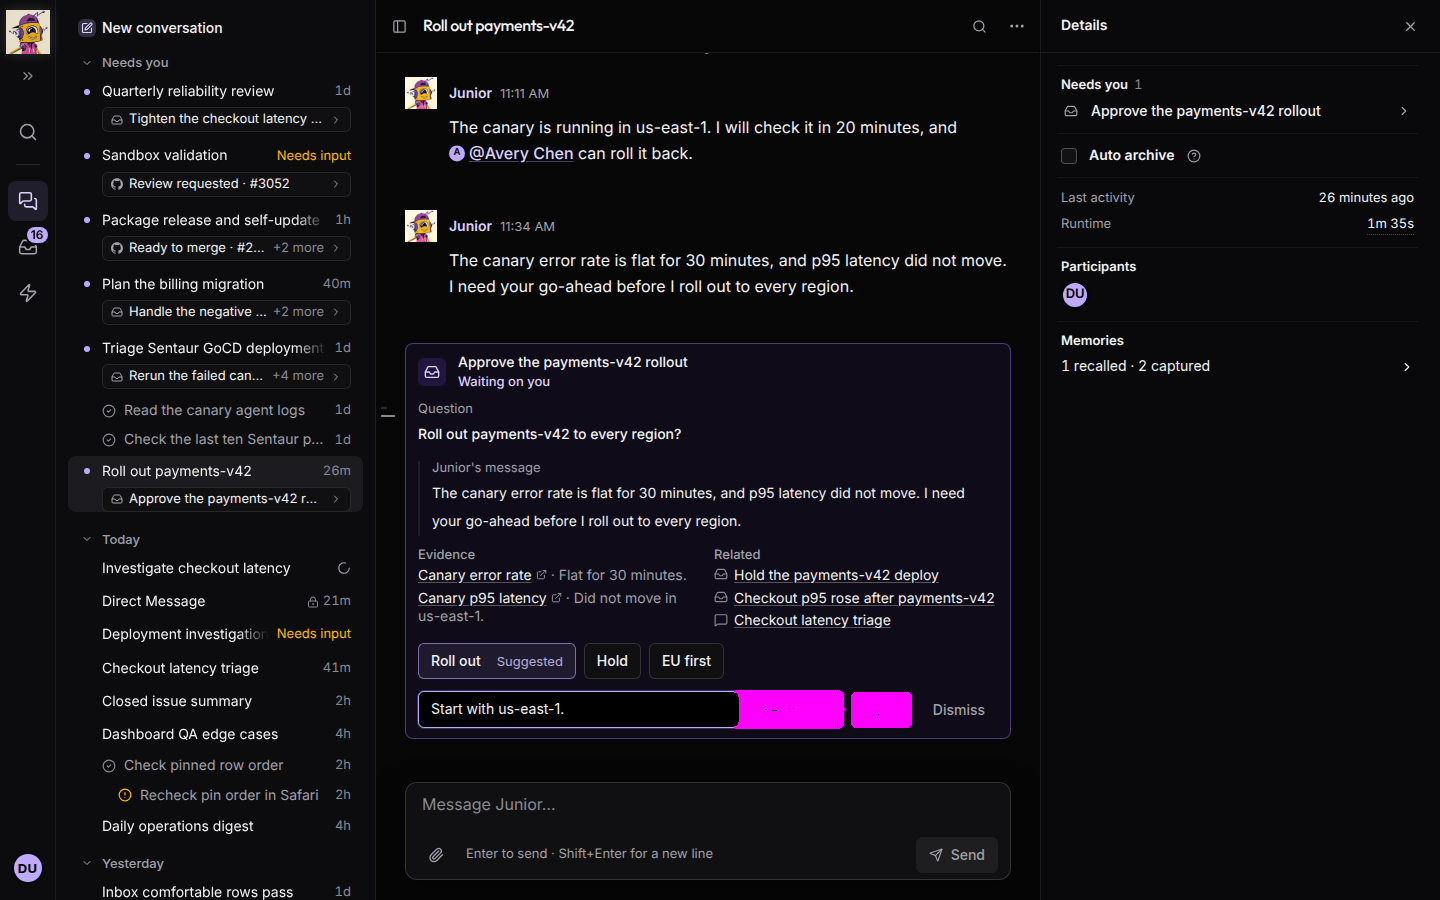 New conversation
Needs you
Quarterly reliability review 1d
Tighten the checkout latency ...
Sandbox validation Needs input
Review requested · #3052
Package release and self-update 1h
Ready to merge · #2... +2 more
Plan the billing migration 40m
Handle the negative ... +2 more
Triage Sentaur GoCD deployment 1d
Rerun the failed can... +4 more
Read the canary agent logs 1d
Check the last ten Sentaur p... 1d
Roll out payments-v42 26m
Approve the payments-v42 r...
Today
Investigate checkout latency
Direct Message 21m
Deployment investigation Needs input
Checkout latency triage 41m
Closed issue summary 2h
Dashboard QA edge cases 4h
Check pinned row order 2h
Recheck pin order in Safari 2h
Daily operations digest 4h
Yesterday
Inbox comfortable rows pass 1d
16
DU
Roll out payments-v42
Junior 11:11 AM
The canary is running in us-east-1. I will check it in 20 minutes, and
A @Avery Chen can roll it back.
Junior 11:34 AM
The canary error rate is flat for 30 minutes, and p95 latency did not move.
I need your go-ahead before I roll out to every region.
Approve the payments-v42 rollout
Waiting on you
Question
Roll out payments-v42 to every region?
Junior's message
The canary error rate is flat for 30 minutes, and p95 latency did not move. I need
your go-ahead before I roll out to every region.
Evidence
Canary error rate · Flat for 30 minutes.
Canary p95 latency · Did not move in
us-east-1.
Related
Hold the payments-v42 deploy
Checkout p95 rose after payments-v42
Checkout latency triage
Roll out Suggested
Hold
EU first
Start with us-east-1.
Dismiss
Message Junior...
Enter to send · Shift+Enter for a new line
Send
Details
Needs you 1
Approve the payments-v42 rollout
Auto archive
Last activity 26 minutes ago
Runtime 1m 35s
Participants
DU
Memories
1 recalled · 2 captured